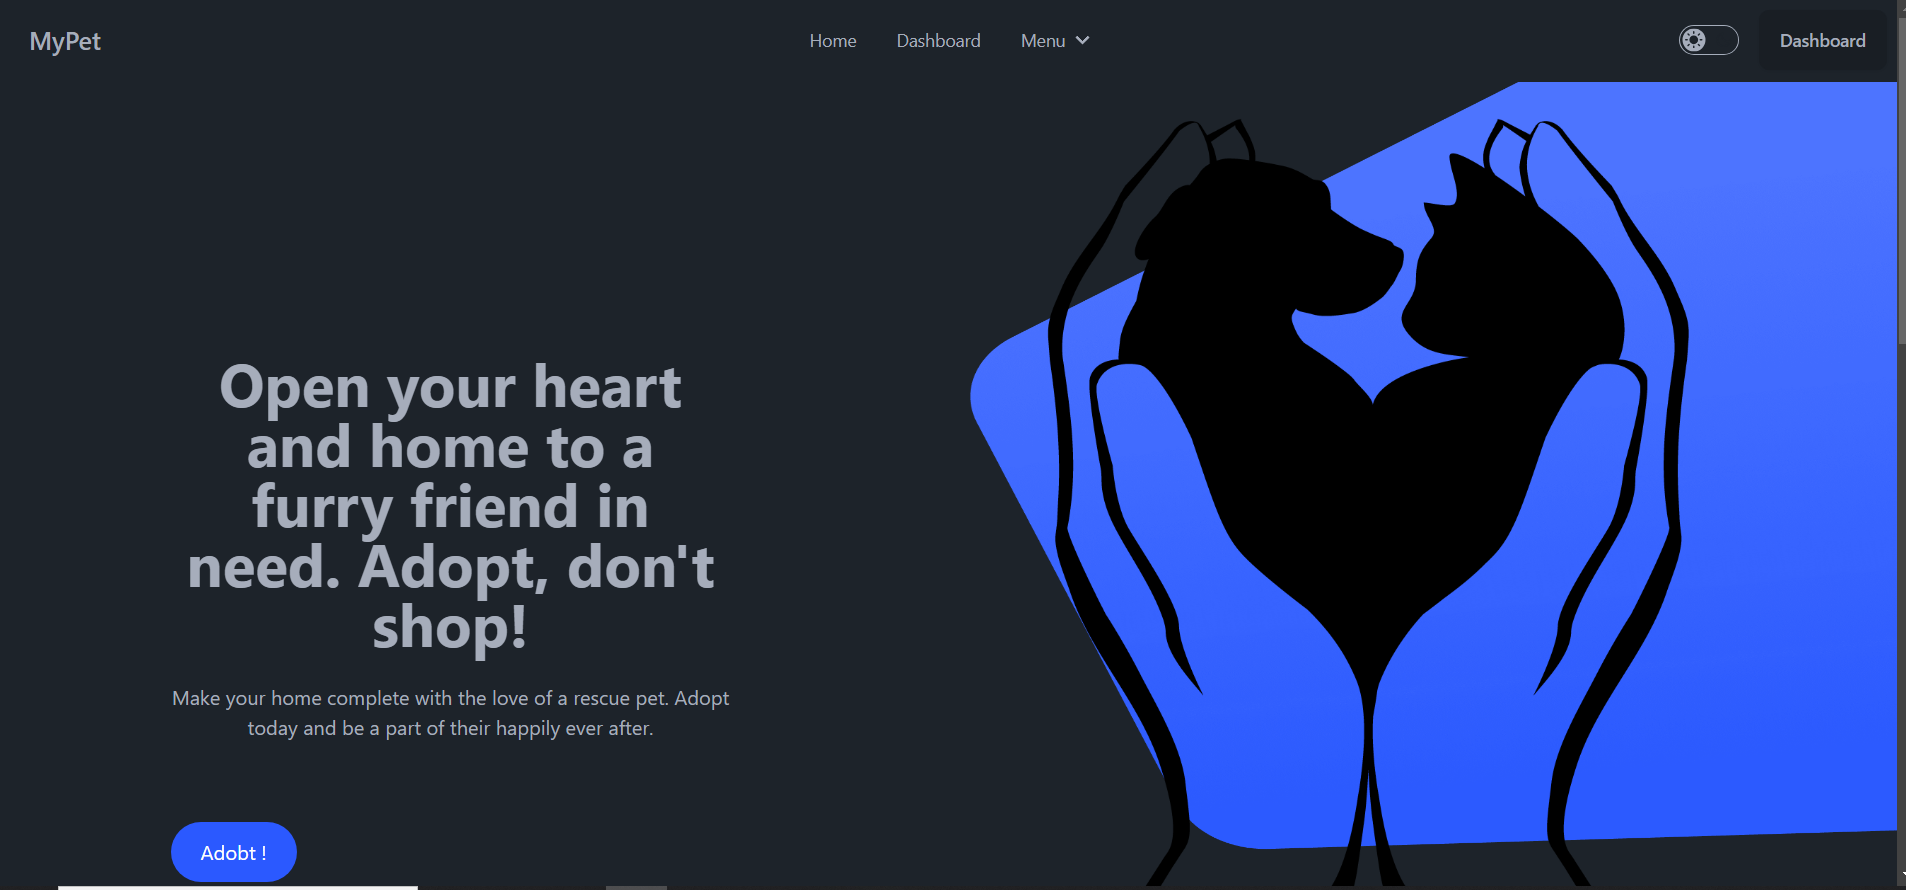 MyPet
Home
Dashboard
Menu
Dashboard
Open your heart
and home to a
furry friend in
need. Adopt, don't
shop!
Make your home complete with the love of a rescue pet. Adopt
today and be a part of their happily ever after.
Adobt !